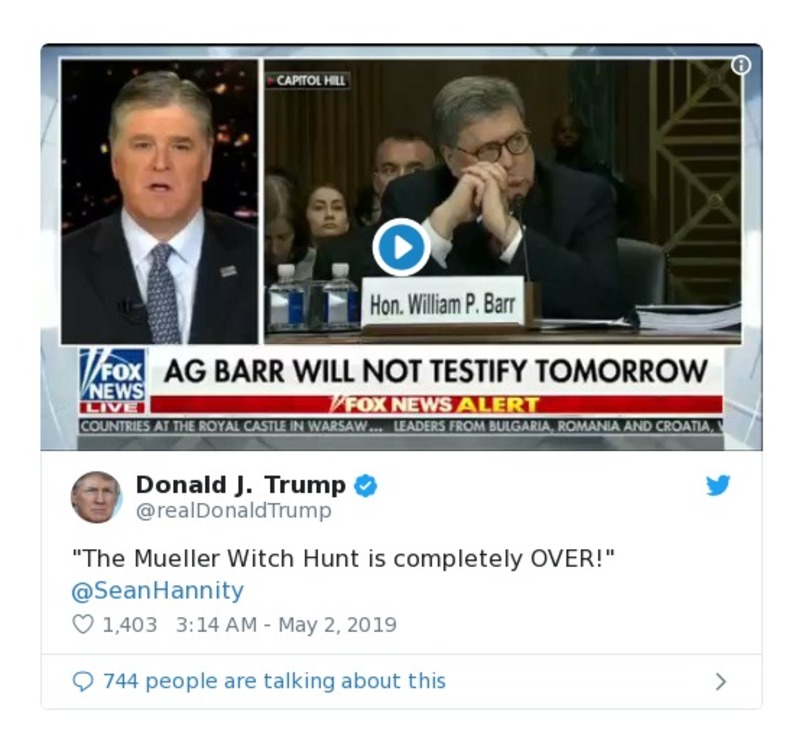 CAPITOL HILL
Hon. William P. Barr
FOX
NEWS
LIVE
AG BARR WILL NOT TESTIFY TOMORROW
FOX NEWS ALERT
COUNTRIES AT THE ROYAL CASTLE IN WARSAW... LEADERS FROM BULGARIA, ROMANIA AND CROATIA,
Donald J. Trump
@realDonaldTrump
"The Mueller Witch Hunt is completely OVER!"
@SeanHannity
1,403 3:14 AM - May 2, 2019
744 people are talking about this